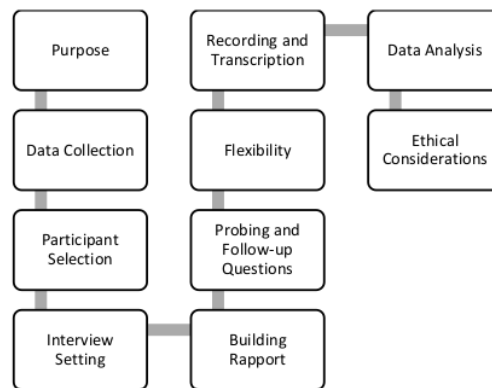 Purpose
Data Collection
Participant
Selection
Interview
Setting
Building
Rapport
Probing and
Follow-up
Questions
Flexibility
Recording and
Transcription
Data Analysis
Ethical
Considerations